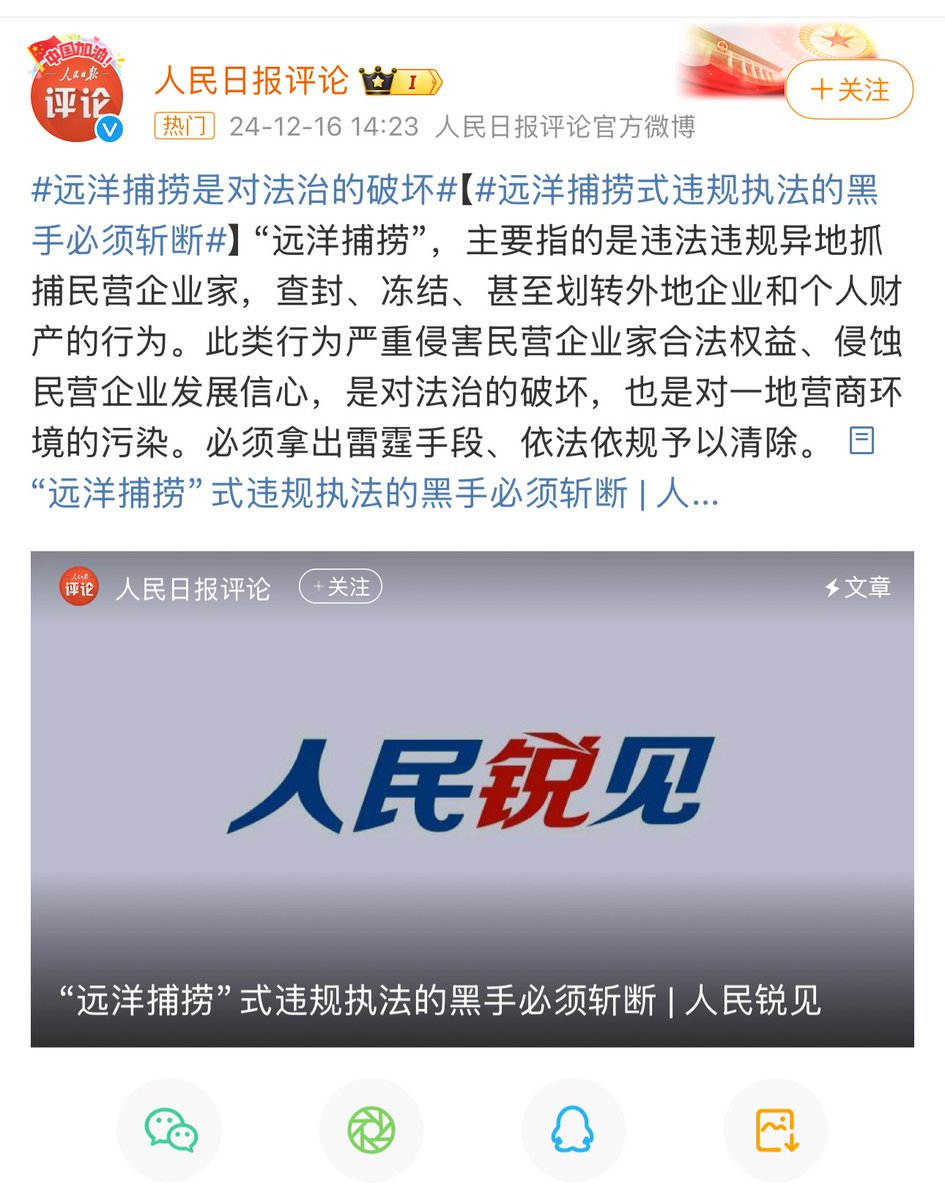 中国加油!
人民日报
评论
人民日报评论
I
+关注
热门 24-12-16 14:23 人民日报评论官方微博
#远洋捕捞是对法治的破坏#【#远洋捕捞式违规执法的黑
手必须斩断#】“远洋捕捞”，主要指的是违法违规异地抓
捕民营企业家，查封、冻结、甚至划转外地企业和个人财
产的行为。此类行为严重侵害民营企业家合法权益、侵蚀
民营企业发展信心，是对法治的破坏，也是对一地营商环
境的污染。必须拿出雷霆手段、依法依规予以清除。
“远洋捕捞” 式违规执法的黑手必须斩断 | 人...
人民日报
评论
人民日报评论
+关注
文章
人民锐见
“远洋捕捞” 式违规执法的黑手必须斩断 | 人民锐见